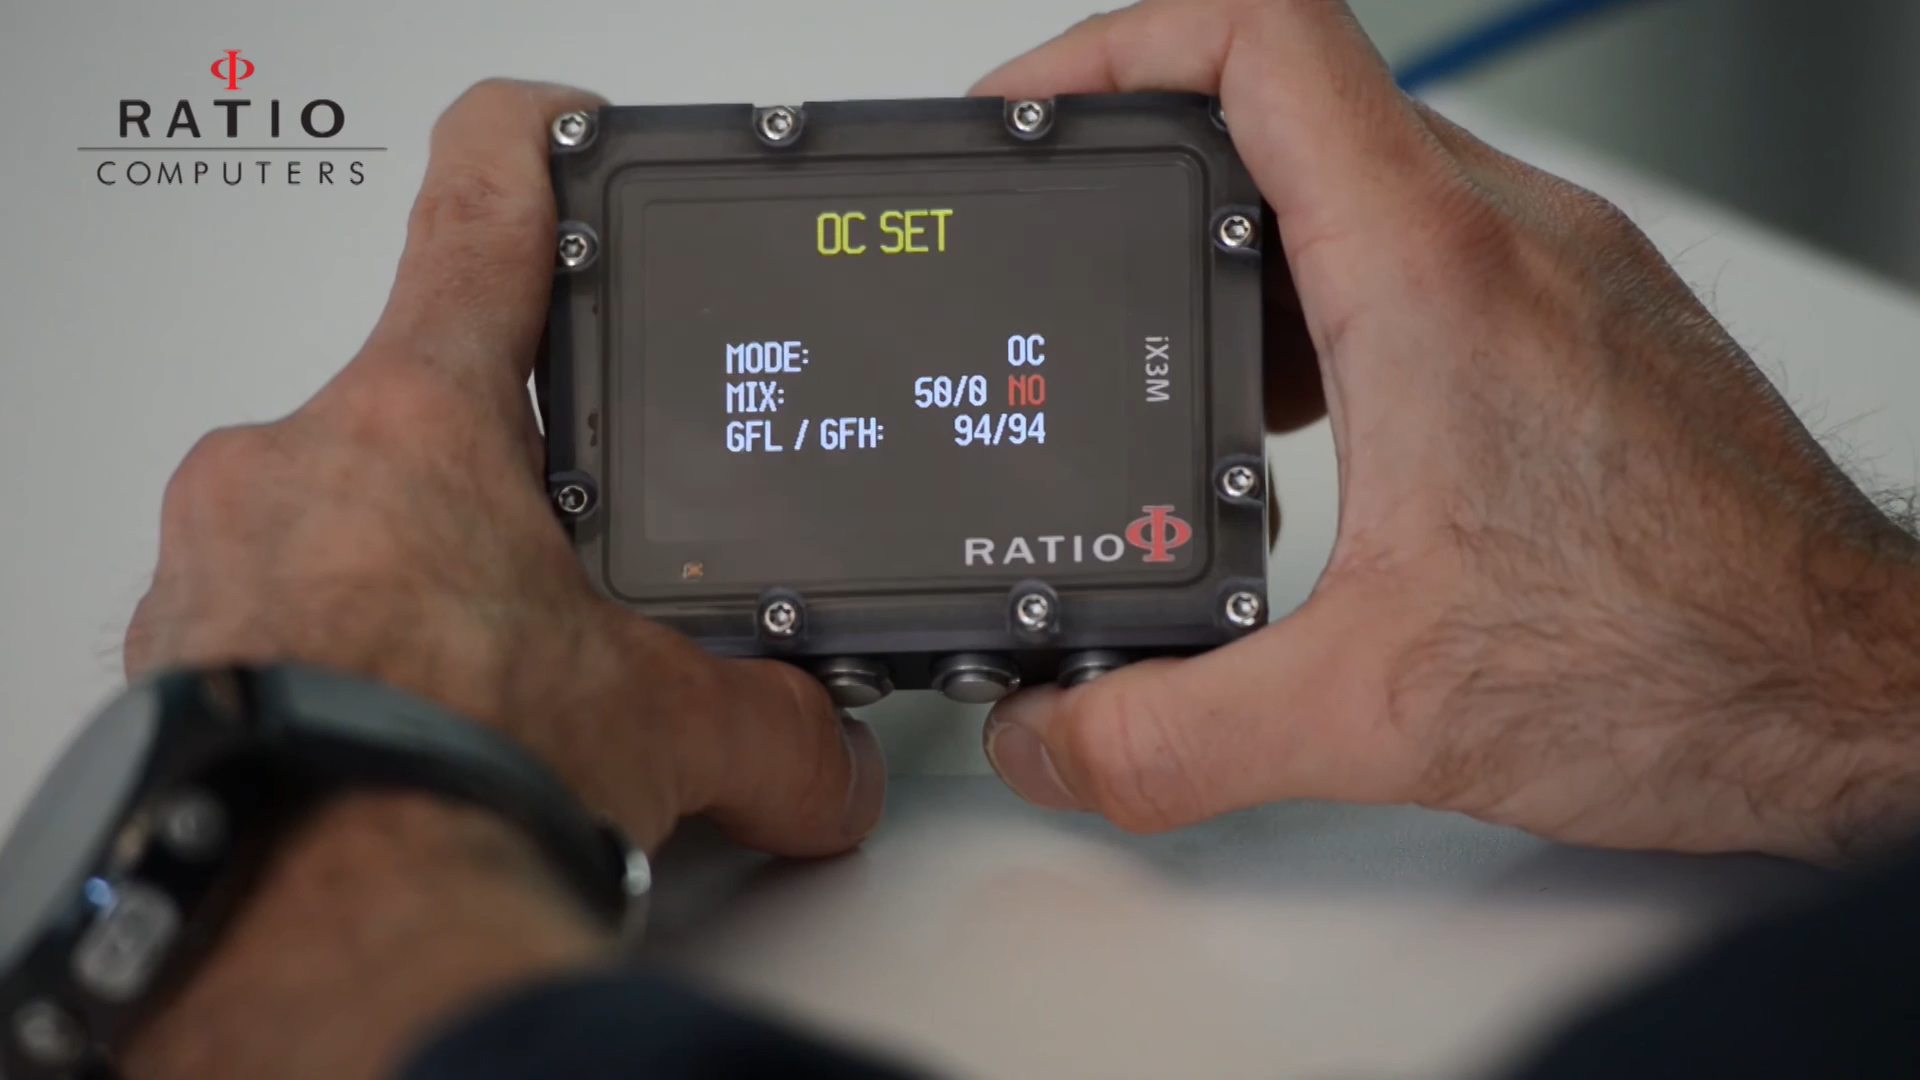 RATIO
COMPUTERS
OC SET
MODE: OC
MIX: 50/0 NO
GFL / GFH: 94/94
iX3M
RATIO